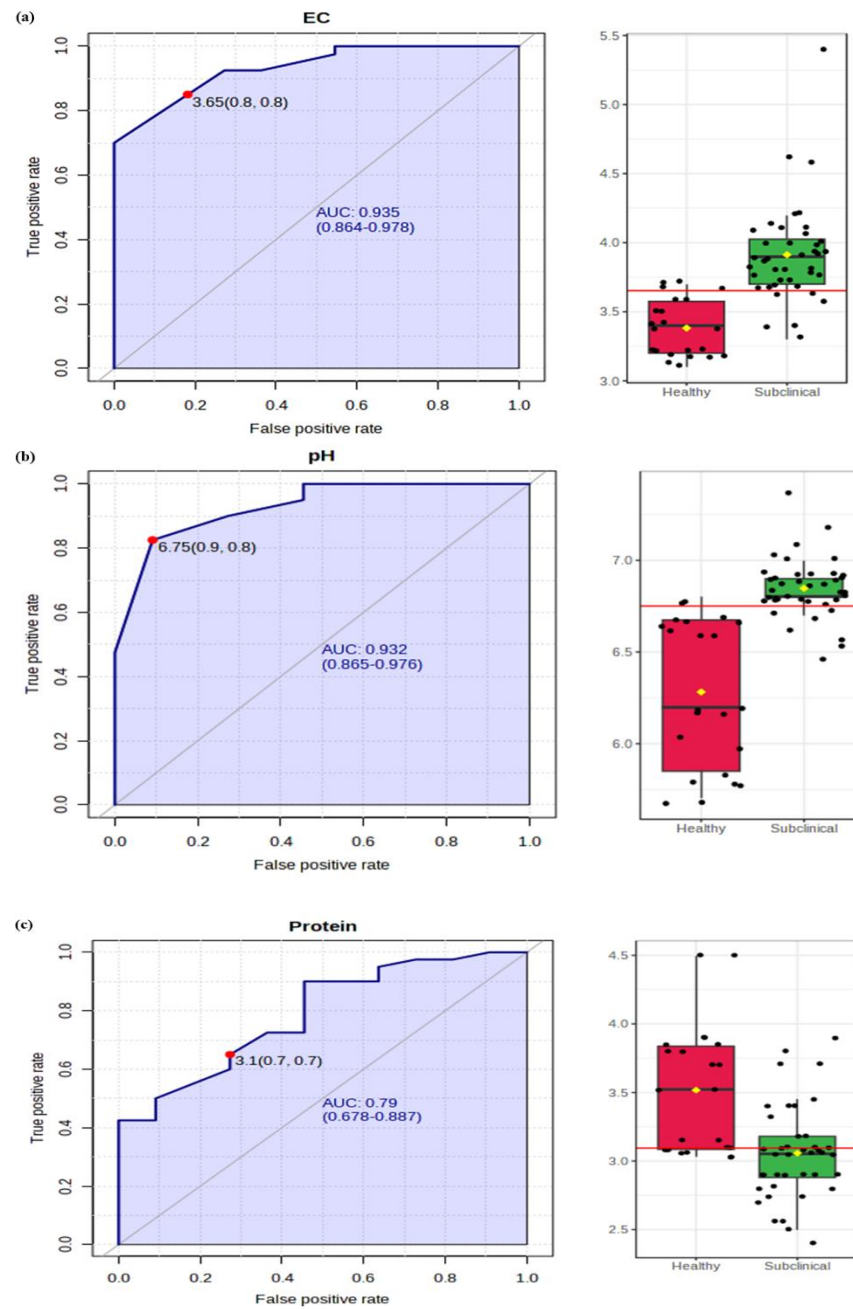 (a)
EC
1.0
0.8
0.6
0.4
0.2
0.0
True positive rate
3.65(0.8, 0.8)
AUC: 0.935
(0.864-0.978)
0.0 0.2 0.4 0.6 0.8 1.0
False positive rate
5.5
5.0
4.5
4.0
3.5
3.0
Healthy Subclinical
(b)
pH
1.0
0.8
0.6
0.4
0.2
0.0
True positive rate
6.75(0.9, 0.8)
AUC: 0.932
(0.865-0.976)
0.0 0.2 0.4 0.6 0.8 1.0
False positive rate
7.0
6.5
6.0
Healthy Subclinical
(c)
Protein
1.0
0.8
0.6
0.4
0.2
0.0
True positive rate
3.1(0.7, 0.7)
AUC: 0.79
(0.678-0.887)
0.0 0.2 0.4 0.6 0.8 1.0
False positive rate
4.5
4.0
3.5
3.0
2.5
Healthy Subclinical